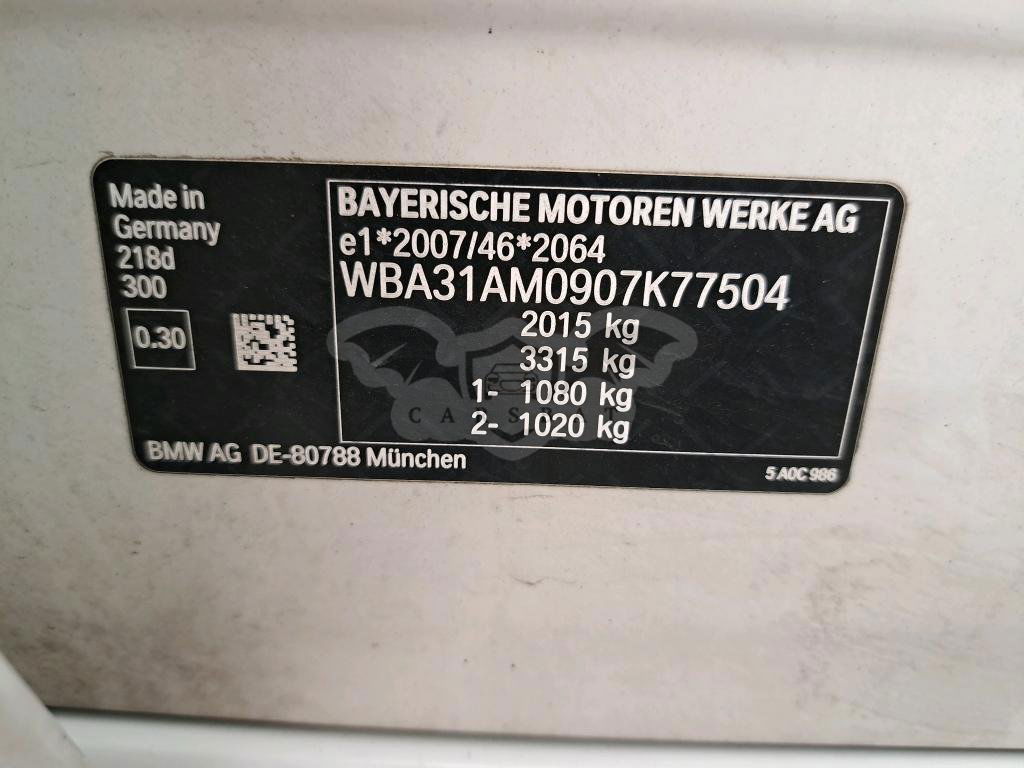 Made in
Germany
218d
300
0.30
BAYERISCHE MOTOREN WERKE AG
e1*2007/46*2064
WBA31AM0907K77504
2015 kg
3315 kg
1- 1080 kg
2- 1020 kg
CARSBAT
BMW AG DE-80788 München
5 A0C 986